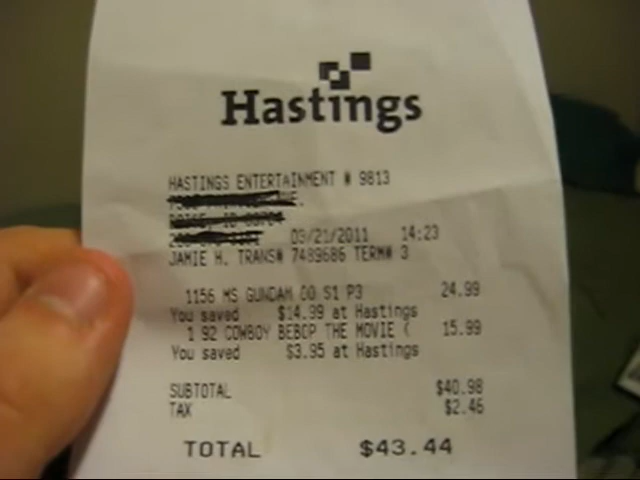 Hastings
HASTINGS ENTERTAINMENT # 9813
03/21/2011 14:23
JAMIE H. TRANS# 7489686 TERM# 3
1156 MS GUNDAM 00 S1 P3 24.99
You saved $14.99 at Hastings
1 92 COWBOY BEBOP THE MOVIE ( 15.99
You saved $3.95 at Hastings
SUBTOTAL $40.98
TAX $2.46
TOTAL $43.44